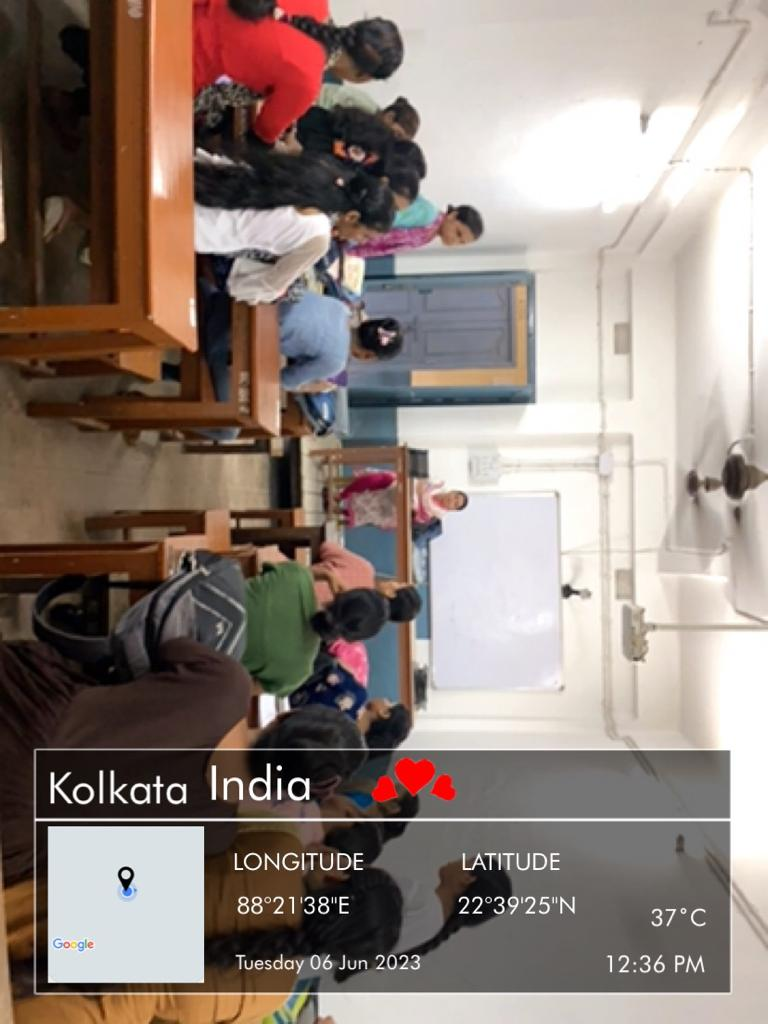 Kolkata India
LONGITUDE LATITUDE
88°21'38"E 22°39'25"N
37°C
Google
Tuesday 06 Jun 2023 12:36 PM